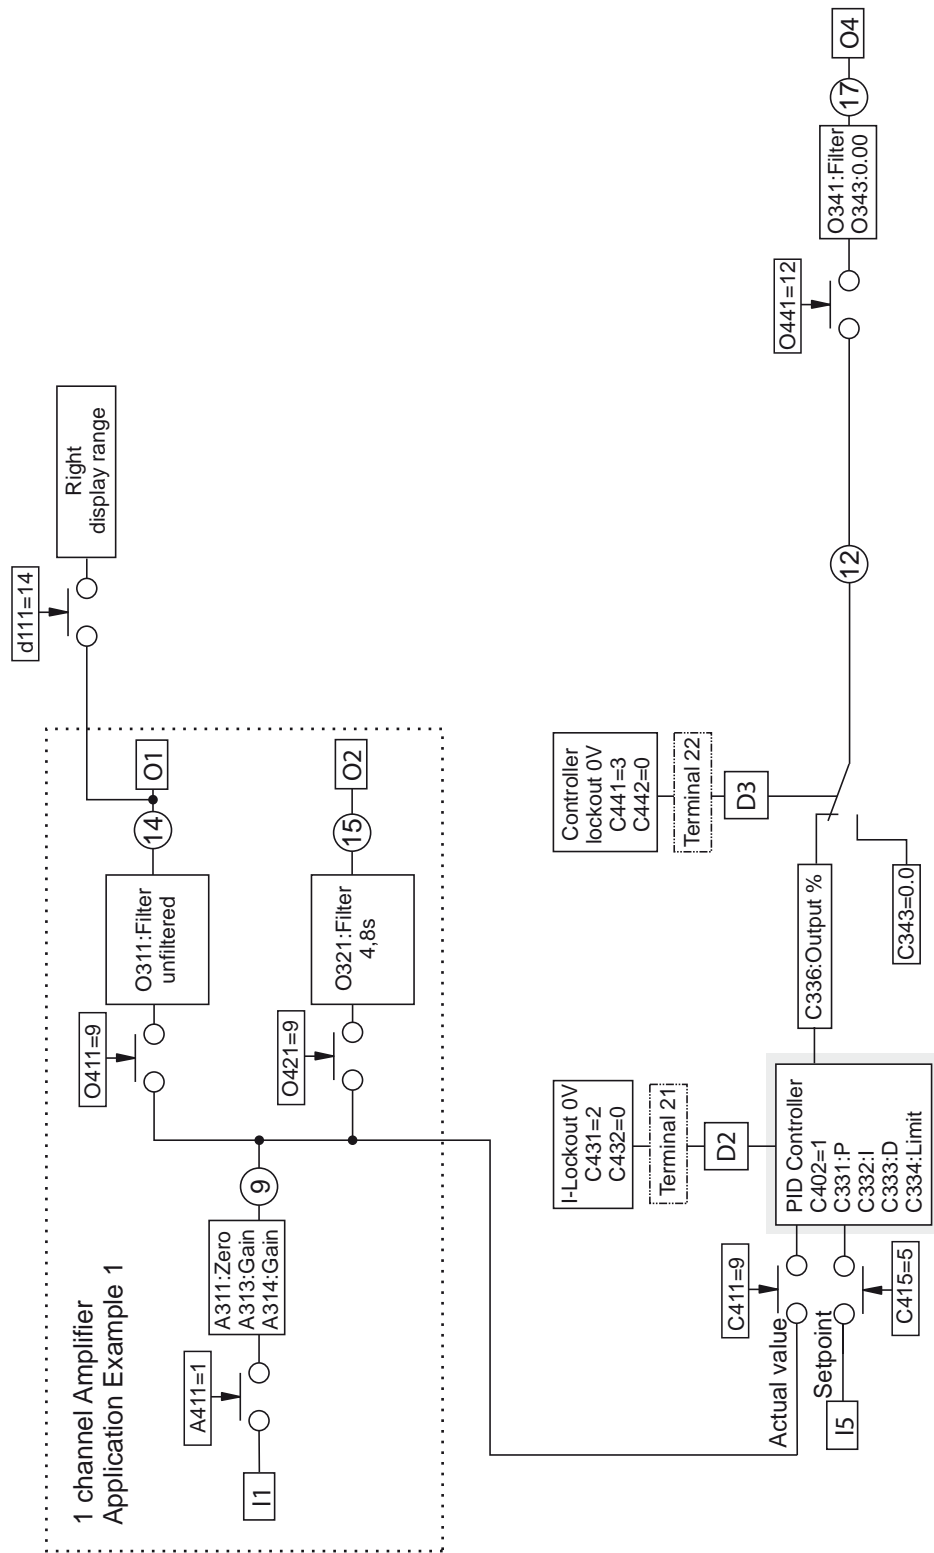 1 channel Amplifier
Application Example 1
I1
A411=1
A311:Zero
A313:Gain
A314:Gain
9
O411=9
O311:Filter
unfiltered
14
O1
d111=14
Right
display range
O421=9
O321:Filter
4,8s
15
O2
Actual value
C411=9
Setpoint
I5
C415=5
I-Lockout 0V
C431=2
C432=0
Terminal 21
D2
PID Controller
C402=1
C331:P
C332:I
C333:D
C334:Limit
C336:Output %
C343=0.0
Controller
lockout 0V
C441=3
C442=0
Terminal 22
D3
12
O441=12
O341:Filter
O343:0.00
17
O4